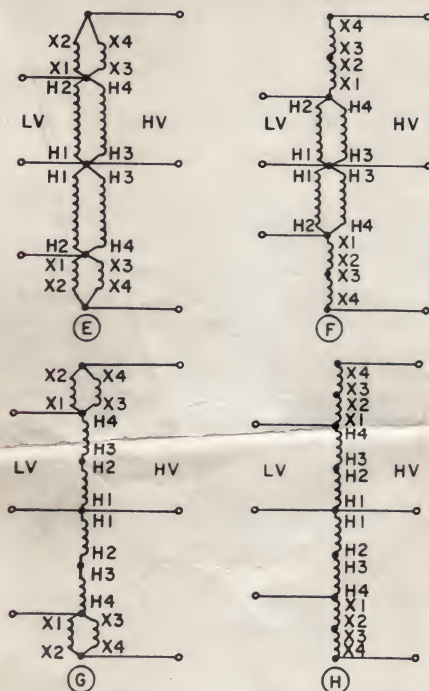 X2 X4
X1 X3
H2 H4
LV HV
H1 H3
H1 H3
H2 H4
X1 X3
X2 X4
E
X4
X3
X2
X1
H2 H4
LV HV
H1 H3
H1 H3
H2 H4
X1
X2
X3
X4
F
X2 X4
X1 X3
H4
H3
LV HV
H2
H1
H1
H2
H3
H4
X1 X3
X2 X4
G
X4
X3
X2
X1
H4
H3
LV HV
H2
H1
H1
H2
H3
H4
X1
X2
X3
X4
H